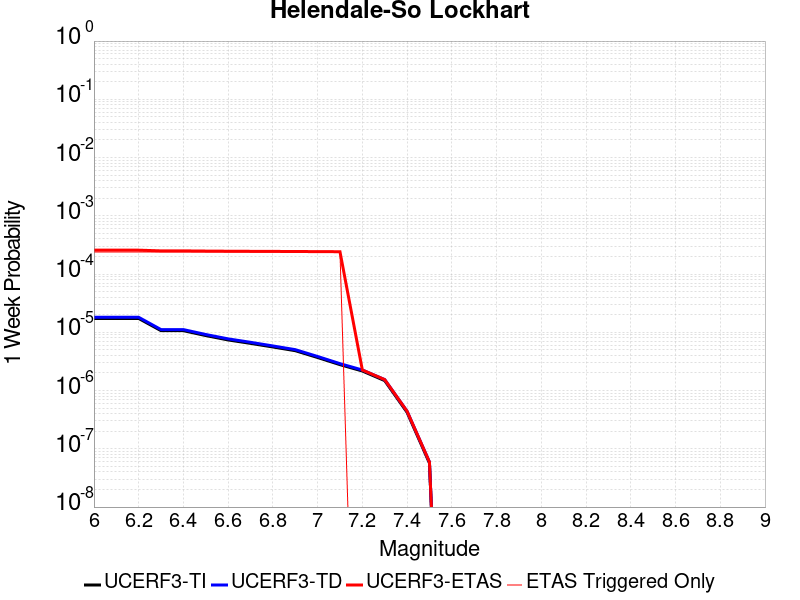 Helendale-So Lockhart
10^0
10^-1
10^-2
10^-3
10^-4
10^-5
10^-6
10^-7
10^-8
1 Week Probability
6 6.2 6.4 6.6 6.8 7 7.2 7.4 7.6 7.8 8 8.2 8.4 8.6 8.8 9
Magnitude
UCERF3-TI UCERF3-TD UCERF3-ETAS ETAS Triggered Only